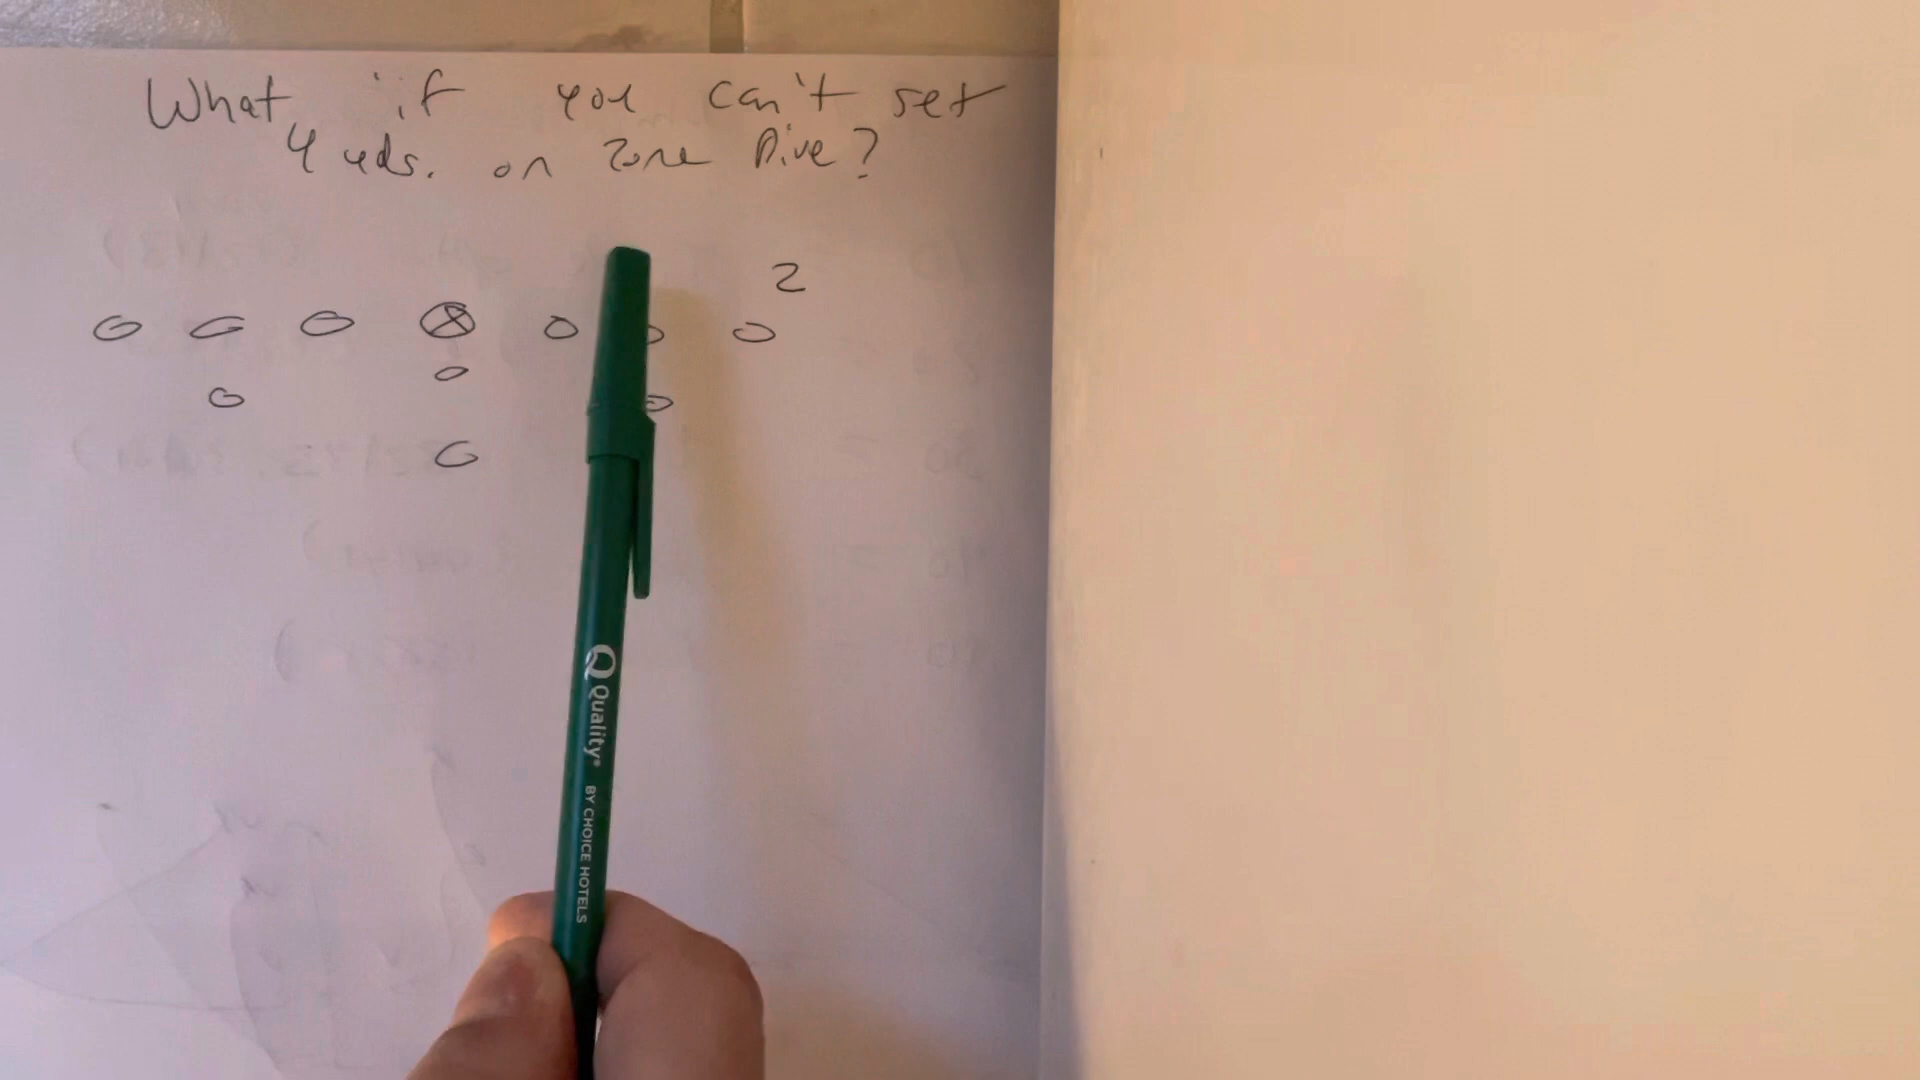 What if you can't get
4 yds. on Zone Dive?
2
Q Quality® BY CHOICE HOTELS